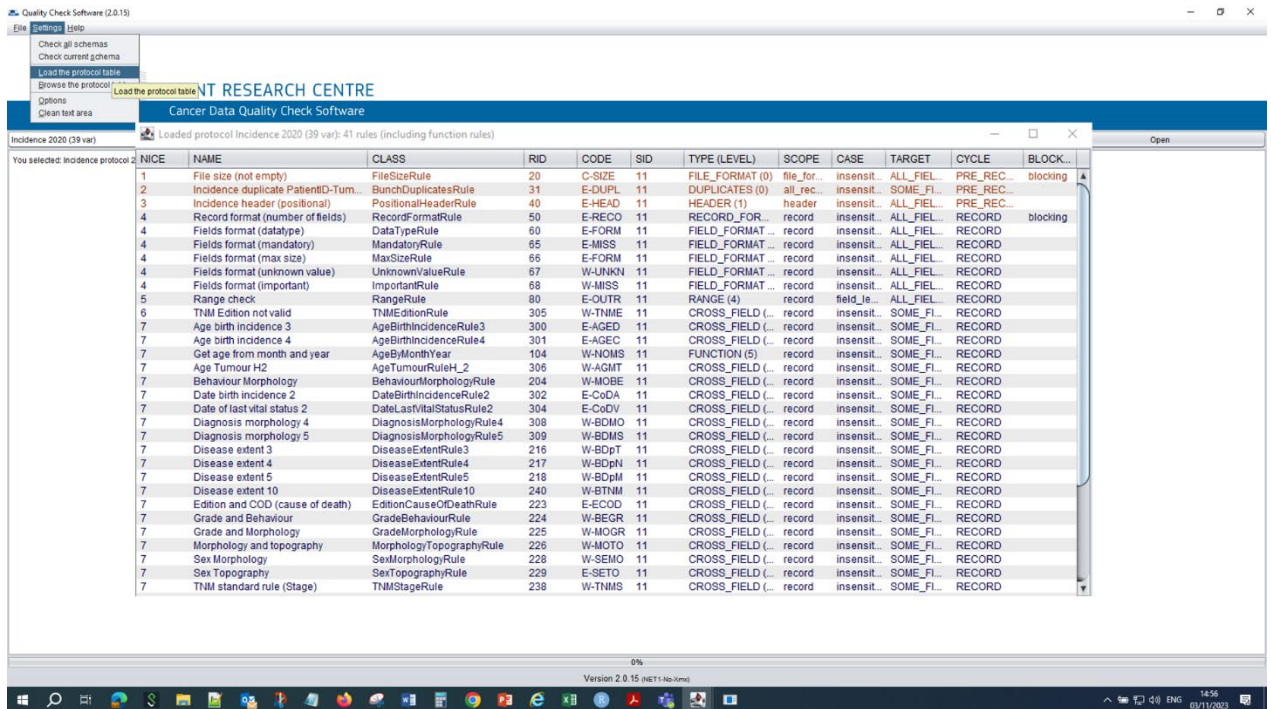 Quality Check Software (2.0.15)
File Settings Help
Check all schemas
Check current schema
Load the protocol table
Browse the protocol
Load the protocol table
Options
Clean text area
NT RESEARCH CENTRE
Cancer Data Quality Check Software
Incidence 2020 (39 var)
Open
You selected: Incidence protocol 2
Loaded protocol Incidence 2020 (39 var): 41 rules (including function rules)
NICE NAME CLASS RID CODE SID TYPE (LEVEL) SCOPE CASE TARGET CYCLE BLOCK...
1 File size (not empty) FileSizeRule 20 C-SIZE 11 FILE_FORMAT (0) file_for... insensit... ALL_FIEL... PRE_REC... blocking
2 Incidence duplicate PatientID-Tum... BunchDuplicatesRule 31 E-DUPL 11 DUPLICATES (0) all_rec... insensit... SOME_FI... PRE_REC...
3 Incidence header (positional) PositionalHeaderRule 40 E-HEAD 11 HEADER (1) header insensit... ALL_FIEL... PRE_REC...
4 Record format (number of fields) RecordFormatRule 50 E-RECO 11 RECORD_FOR... record insensit... ALL_FIEL... RECORD blocking
4 Fields format (datatype) DataTypeRule 60 E-FORM 11 FIELD_FORMAT ... record insensit... ALL_FIEL... RECORD
4 Fields format (mandatory) MandatoryRule 65 E-MISS 11 FIELD_FORMAT ... record insensit... ALL_FIEL... RECORD
4 Fields format (max size) MaxSizeRule 66 E-FORM 11 FIELD_FORMAT ... record insensit... ALL_FIEL... RECORD
4 Fields format (unknown value) UnknownValueRule 67 W-UNKN 11 FIELD_FORMAT ... record insensit... ALL_FIEL... RECORD
4 Fields format (important) ImportantRule 68 W-MISS 11 FIELD_FORMAT ... record insensit... ALL_FIEL... RECORD
5 Range check RangeRule 80 E-OUTR 11 RANGE (4) record field_le... ALL_FIEL... RECORD
6 TNM Edition not valid TNMEditionRule 305 W-TNME 11 CROSS_FIELD (... record insensit... SOME_FI... RECORD
7 Age birth incidence 3 AgeBirthIncidenceRule3 300 E-AGED 11 CROSS_FIELD (... record insensit... SOME_FI... RECORD
7 Age birth incidence 4 AgeBirthIncidenceRule4 301 E-AGEC 11 CROSS_FIELD (... record insensit... SOME_FI... RECORD
7 Get age from month and year AgeByMonthYear 104 W-NOMS 11 FUNCTION (5) record insensit... SOME_FI... RECORD
7 Age Tumour H2 AgeTumourRuleH_2 306 W-AGMT 11 CROSS_FIELD (... record insensit... SOME_FI... RECORD
7 Behaviour Morphology BehaviourMorphologyRule 204 W-MOBE 11 CROSS_FIELD (... record insensit... SOME_FI... RECORD
7 Date birth incidence 2 DateBirthIncidenceRule2 302 E-CoDA 11 CROSS_FIELD (... record insensit... SOME_FI... RECORD
7 Date of last vital status 2 DateLastVitalStatusRule2 304 E-CoDV 11 CROSS_FIELD (... record insensit... SOME_FI... RECORD
7 Diagnosis morphology 4 DiagnosisMorphologyRule4 308 W-BDMO 11 CROSS_FIELD (... record insensit... SOME_FI... RECORD
7 Diagnosis morphology 5 DiagnosisMorphologyRule5 309 W-BDMS 11 CROSS_FIELD (... record insensit... SOME_FI... RECORD
7 Disease extent 3 DiseaseExtentRule3 216 W-BDpT 11 CROSS_FIELD (... record insensit... SOME_FI... RECORD
7 Disease extent 4 DiseaseExtentRule4 217 W-BDpN 11 CROSS_FIELD (... record insensit... SOME_FI... RECORD
7 Disease extent 5 DiseaseExtentRule5 218 W-BDpM 11 CROSS_FIELD (... record insensit... SOME_FI... RECORD
7 Disease extent 10 DiseaseExtentRule10 240 W-BTNM 11 CROSS_FIELD (... record insensit... SOME_FI... RECORD
7 Edition and COD (cause of death) EditionCauseOfDeathRule 223 E-ECOD 11 CROSS_FIELD (... record insensit... SOME_FI... RECORD
7 Grade and Behaviour GradeBehaviourRule 224 W-BEGR 11 CROSS_FIELD (... record insensit... SOME_FI... RECORD
7 Grade and Morphology GradeMorphologyRule 225 W-MOGR 11 CROSS_FIELD (... record insensit... SOME_FI... RECORD
7 Morphology and topography MorphologyTopographyRule 226 W-MOTO 11 CROSS_FIELD (... record insensit... SOME_FI... RECORD
7 Sex Morphology SexMorphologyRule 228 W-SEMO 11 CROSS_FIELD (... record insensit... SOME_FI... RECORD
7 Sex Topography SexTopographyRule 229 E-SETO 11 CROSS_FIELD (... record insensit... SOME_FI... RECORD
7 TNM standard rule (Stage) TNMStageRule 238 W-TNMS 11 CROSS_FIELD (... record insensit... SOME_FI... RECORD
0%
Version 2.0.15 (NET1-No-Xmx)
ENG
14:56
03/11/2023